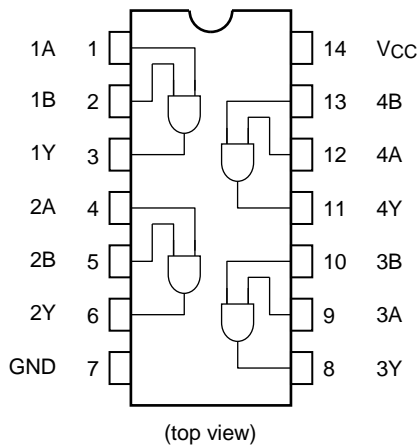 1A 1 14 VCC
1B 2 13 4B
1Y 3 12 4A
2A 4 11 4Y
2B 5 10 3B
2Y 6 9 3A
GND 7 8 3Y
(top view)